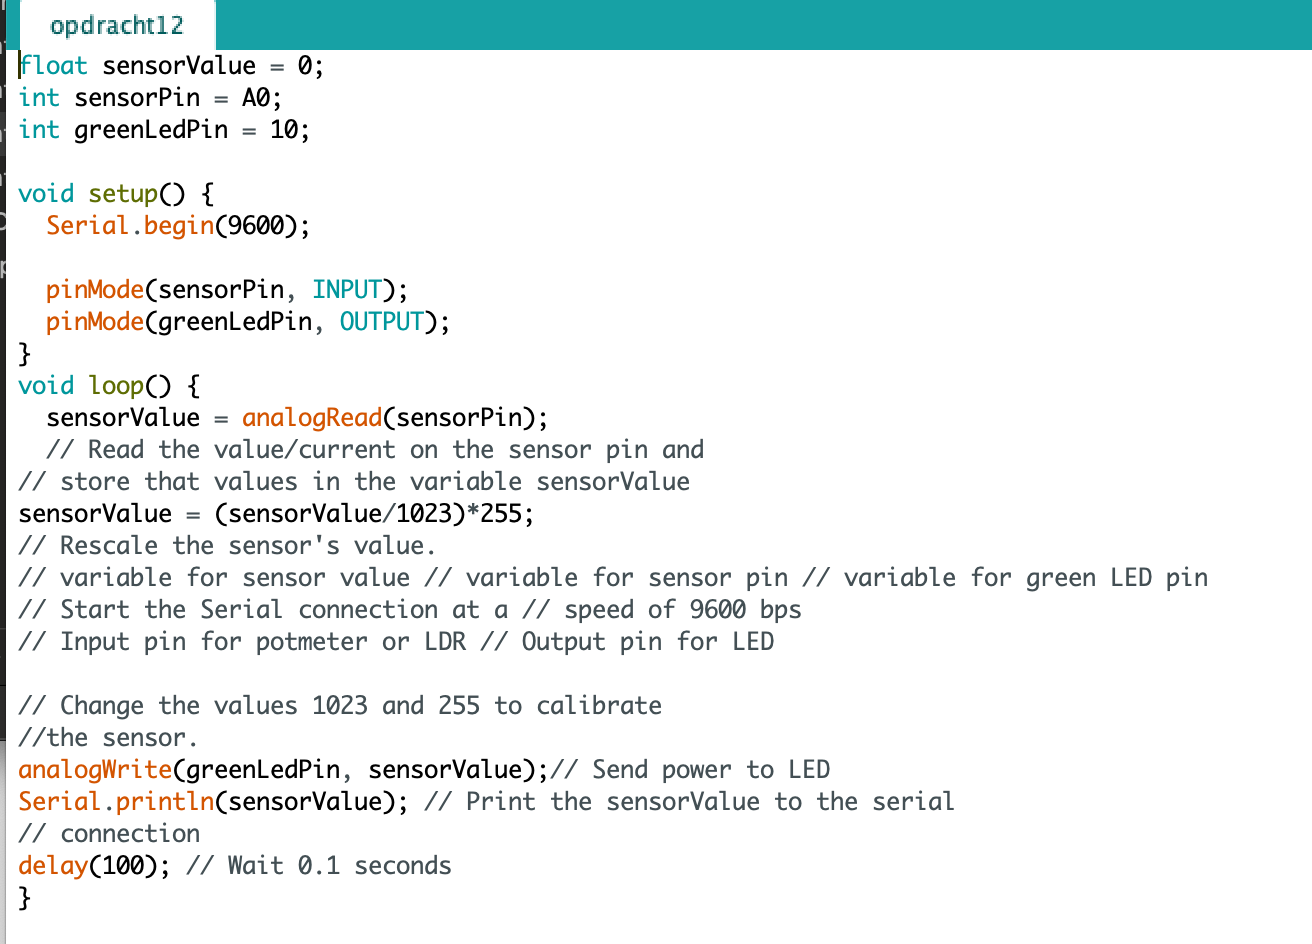 opdracht12
float sensorValue = 0;
int sensorPin = A0;
int greenLedPin = 10;
void setup() {
Serial.begin(9600);
pinMode(sensorPin, INPUT);
pinMode(greenLedPin, OUTPUT);
}
void loop() {
sensorValue = analogRead(sensorPin);
// Read the value/current on the sensor pin and
// store that values in the variable sensorValue
sensorValue = (sensorValue/1023)*255;
// Rescale the sensor's value.
// variable for sensor value // variable for sensor pin // variable for green LED pin
// Start the Serial connection at a // speed of 9600 bps
// Input pin for potmeter or LDR // Output pin for LED
// Change the values 1023 and 255 to calibrate
//the sensor.
analogWrite(greenLedPin, sensorValue);// Send power to LED
Serial.println(sensorValue); // Print the sensorValue to the serial
// connection
delay(100); // Wait 0.1 seconds
}